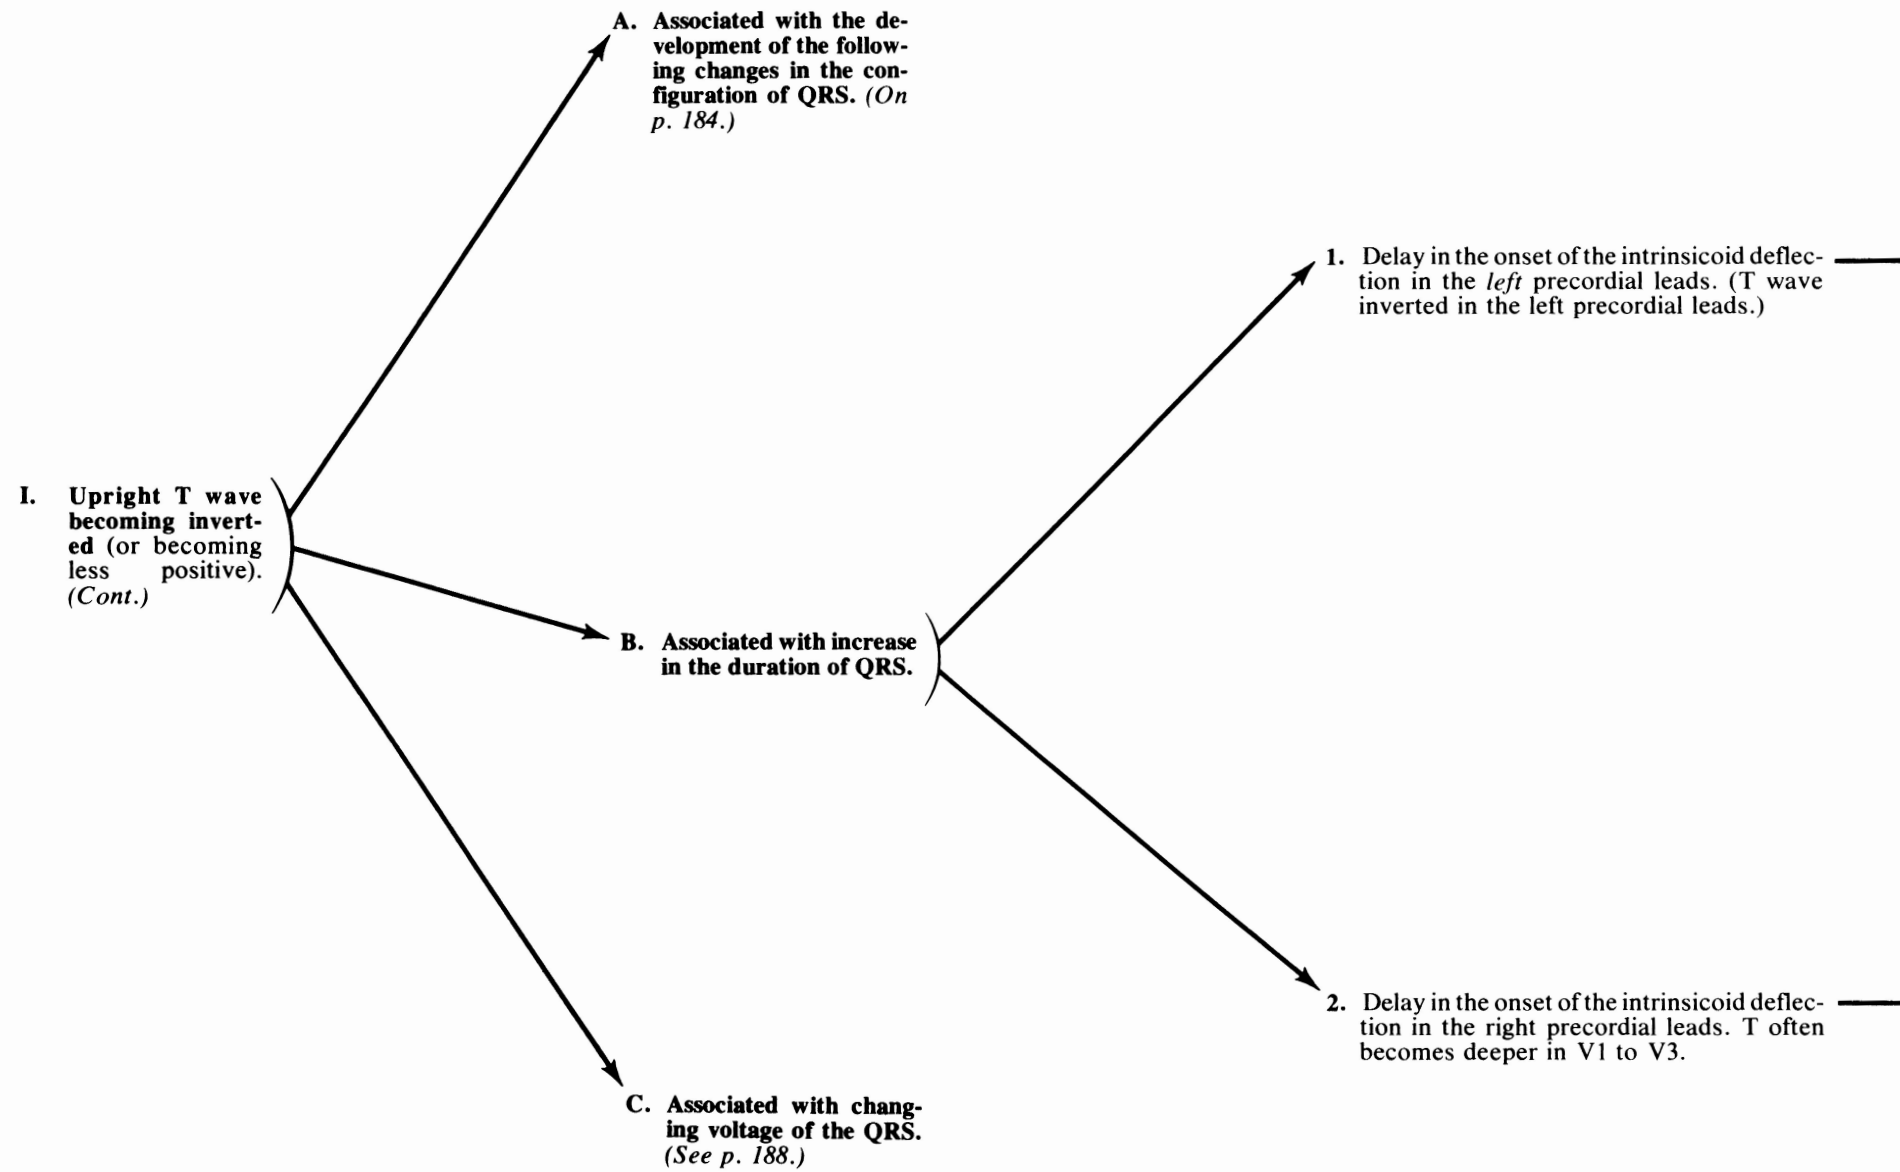 A. Associated with the de-
velopment of the follow-
ing changes in the con-
figuration of QRS. (On
p. 184.)
1. Delay in the onset of the intrinsicoid deflec-
tion in the left precordial leads. (T wave
inverted in the left precordial leads.)
I. Upright T wave
becoming invert-
ed (or becoming
less positive).
(Cont.)
B. Associated with increase
in the duration of QRS.
2. Delay in the onset of the intrinsicoid deflec-
tion in the right precordial leads. T often
becomes deeper in V1 to V3.
C. Associated with chang-
ing voltage of the QRS.
(See p. 188.)